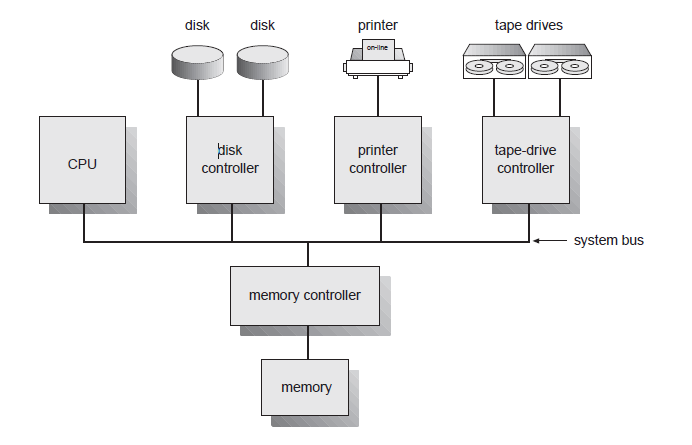 disk
disk
printer
tape drives
on-line
CPU
disk
controller
printer
controller
tape-drive
controller
system bus
memory controller
memory